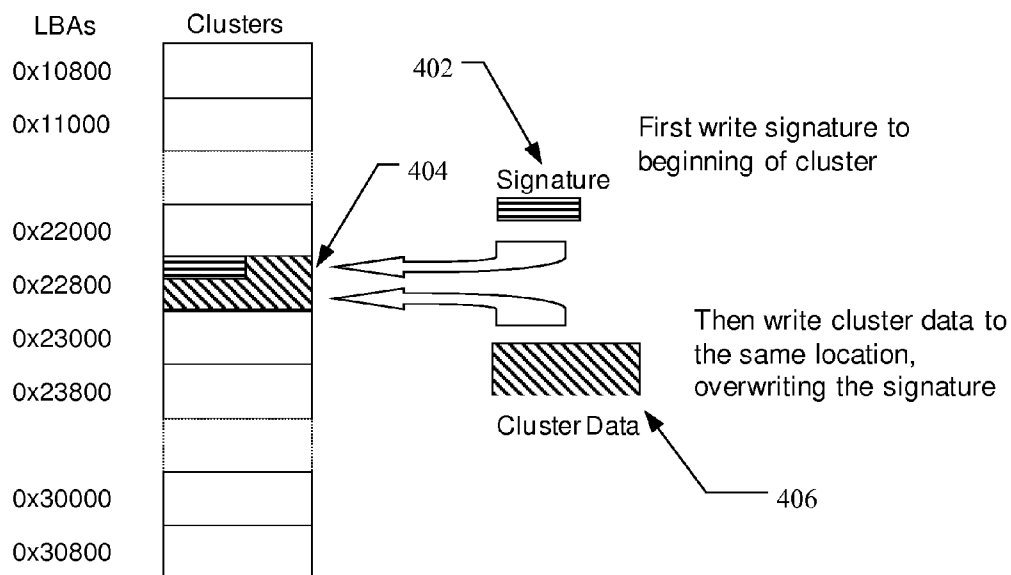 LBAs
Clusters
0x10800
0x11000
0x22000
0x22800
0x23000
0x23800
0x30000
0x30800
402
404
Signature
First write signature to
beginning of cluster
Then write cluster data to
the same location,
overwriting the signature
Cluster Data
406